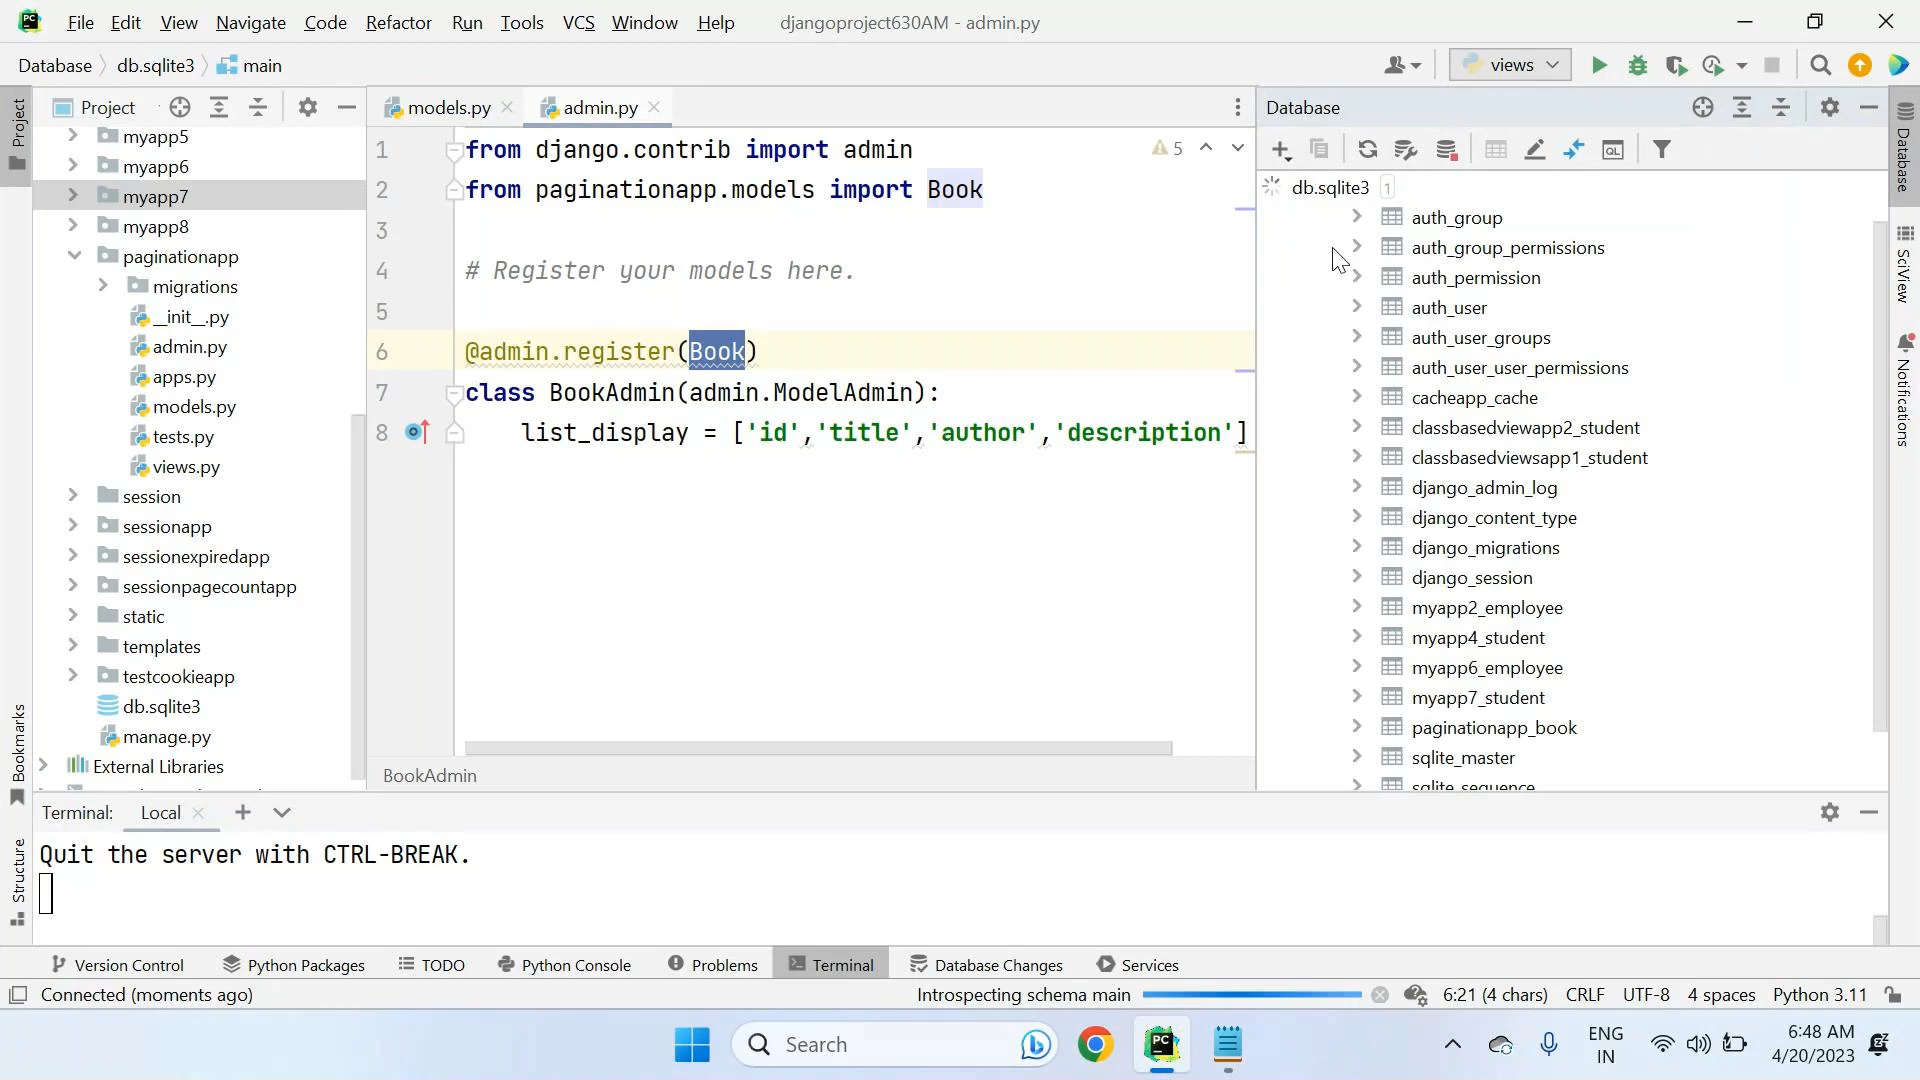 PC File Edit View Navigate Code Refactor Run Tools VCS Window Help djangoproject630AM - admin.py
Database db.sqlite3 main
views
Project
models.py
admin.py
Database
myapp5
myapp6
myapp7
myapp8
paginationapp
migrations
__init__.py
admin.py
apps.py
models.py
tests.py
views.py
session
sessionapp
sessionexpiredapp
sessionpagecountapp
static
templates
testcookieapp
db.sqlite3
manage.py
External Libraries
1 from django.contrib import admin
5
2 from paginationapp.models import Book
3
4 # Register your models here.
5
6 @admin.register(Book)
7 class BookAdmin(admin.ModelAdmin):
8 list_display = ['id','title','author','description']
BookAdmin
QL
db.sqlite3 1
auth_group
auth_group_permissions
auth_permission
auth_user
auth_user_groups
auth_user_user_permissions
cacheapp_cache
classbasedviewapp2_student
classbasedviewsapp1_student
django_admin_log
django_content_type
django_migrations
django_session
myapp2_employee
myapp4_student
myapp6_employee
myapp7_student
paginationapp_book
sqlite_master
sqlite_sequence
Project
Bookmarks
Structure
Database
SciView
Notifications
Terminal: Local
Quit the server with CTRL-BREAK.
Version Control Python Packages TODO Python Console Problems Terminal Database Changes Services
Connected (moments ago) Introspecting schema main 6:21 (4 chars) CRLF UTF-8 4 spaces Python 3.11
Search
PC
ENG
IN
6:48 AM
4/20/2023